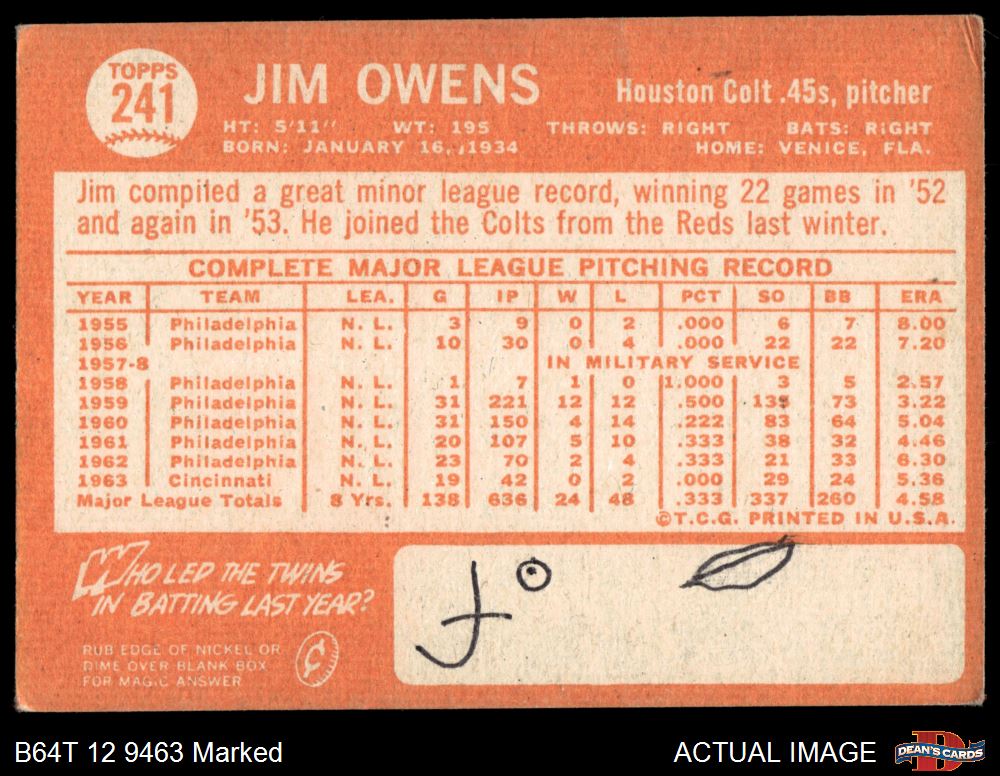 TOPPS 241
JIM OWENS
Houston Colt .45s, pitcher
HT: 5'11" WT: 195 THROWS: RIGHT BATS: RIGHT
BORN: JANUARY 16, 1934 HOME: VENICE, FLA.
Jim compiled a great minor league record, winning 22 games in '52
and again in '53. He joined the Colts from the Reds last winter.
COMPLETE MAJOR LEAGUE PITCHING RECORD
YEAR TEAM LEA. G IP W L PCT SO BB ERA
1955 Philadelphia N. L. 3 9 0 2 .000 6 7 8.00
1956 Philadelphia N. L. 10 30 0 4 .000 22 22 7.20
1957-8 IN MILITARY SERVICE
1958 Philadelphia N. L. 1 7 1 0 1.000 3 5 2.57
1959 Philadelphia N. L. 31 221 12 12 .500 135 73 3.22
1960 Philadelphia N. L. 31 150 4 14 .222 83 64 5.04
1961 Philadelphia N. L. 20 107 5 10 .333 38 32 4.46
1962 Philadelphia N. L. 23 70 2 4 .333 21 33 6.30
1963 Cincinnati N. L. 19 42 0 2 .000 29 24 5.36
Major League Totals 8 Yrs. 138 636 24 48 .333 337 260 4.58
©T.C.G. PRINTED IN U.S.A.
WHO LED THE TWINS
IN BATTING LAST YEAR?
RUB EDGE OF NICKEL OR
DIME OVER BLANK BOX
FOR MAGIC ANSWER
¢
B64T 12 9463 Marked
ACTUAL IMAGE
DEAN'S CARDS